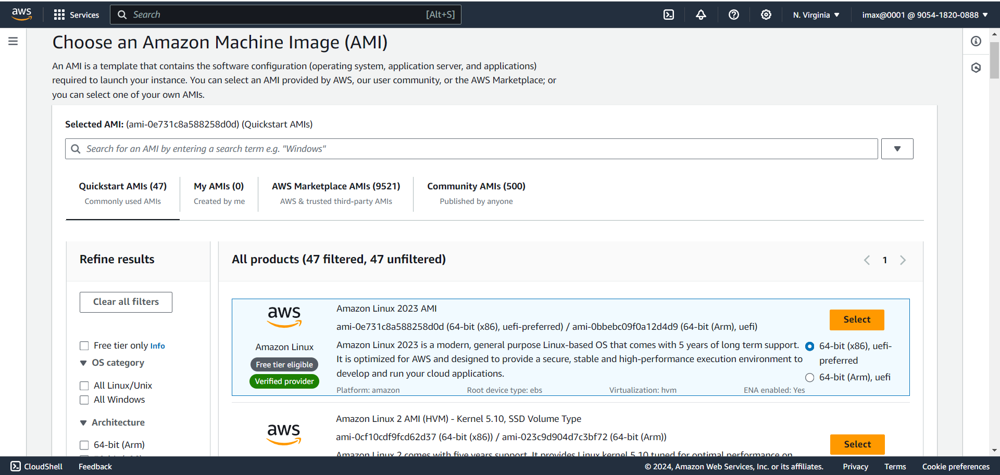 aws
Services
Search
[Alt+S]
N. Virginia
imax@0001 @ 9054-1820-0888
Choose an Amazon Machine Image (AMI)
An AMI is a template that contains the software configuration (operating system, application server, and applications)
required to launch your instance. You can select an AMI provided by AWS, our user community, or the AWS Marketplace; or
you can select one of your own AMIs.
Selected AMI: (ami-0e731c8a588258d0d) (Quickstart AMIs)
Search for an AMI by entering a search term e.g. "Windows"
Quickstart AMIs (47)
Commonly used AMIs
My AMIs (0)
Created by me
AWS Marketplace AMIs (9521)
AWS & trusted third-party AMIs
Community AMIs (500)
Published by anyone
Refine results
Clear all filters
Free tier only Info
OS category
All Linux/Unix
All Windows
Architecture
64-bit (Arm)
All products (47 filtered, 47 unfiltered)
1
aws
Amazon Linux
Free tier eligible
Verified provider
Amazon Linux 2023 AMI
ami-0e731c8a588258d0d (64-bit (x86), uefi-preferred) / ami-0bbebc09f0a12d4d9 (64-bit (Arm), uefi)
Amazon Linux 2023 is a modern, general purpose Linux-based OS that comes with 5 years of long term support.
It is optimized for AWS and designed to provide a secure, stable and high-performance execution environment to
develop and run your cloud applications.
Platform: amazon
Root device type: ebs
Virtualization: hvm
ENA enabled: Yes
Select
64-bit (x86), uefi-
preferred
64-bit (Arm), uefi
aws
Amazon Linux 2 AMI (HVM) - Kernel 5.10, SSD Volume Type
ami-0cf10cdf9fcd62d37 (64-bit (x86)) / ami-023c9d904d7c3bf72 (64-bit (Arm))
Amazon Linux 2 comes with five years support. It provides Linux kernel 5.10 tuned for optimal performance on
Select
CloudShell
Feedback
© 2024, Amazon Web Services, Inc. or its affiliates.
Privacy
Terms
Cookie preferences